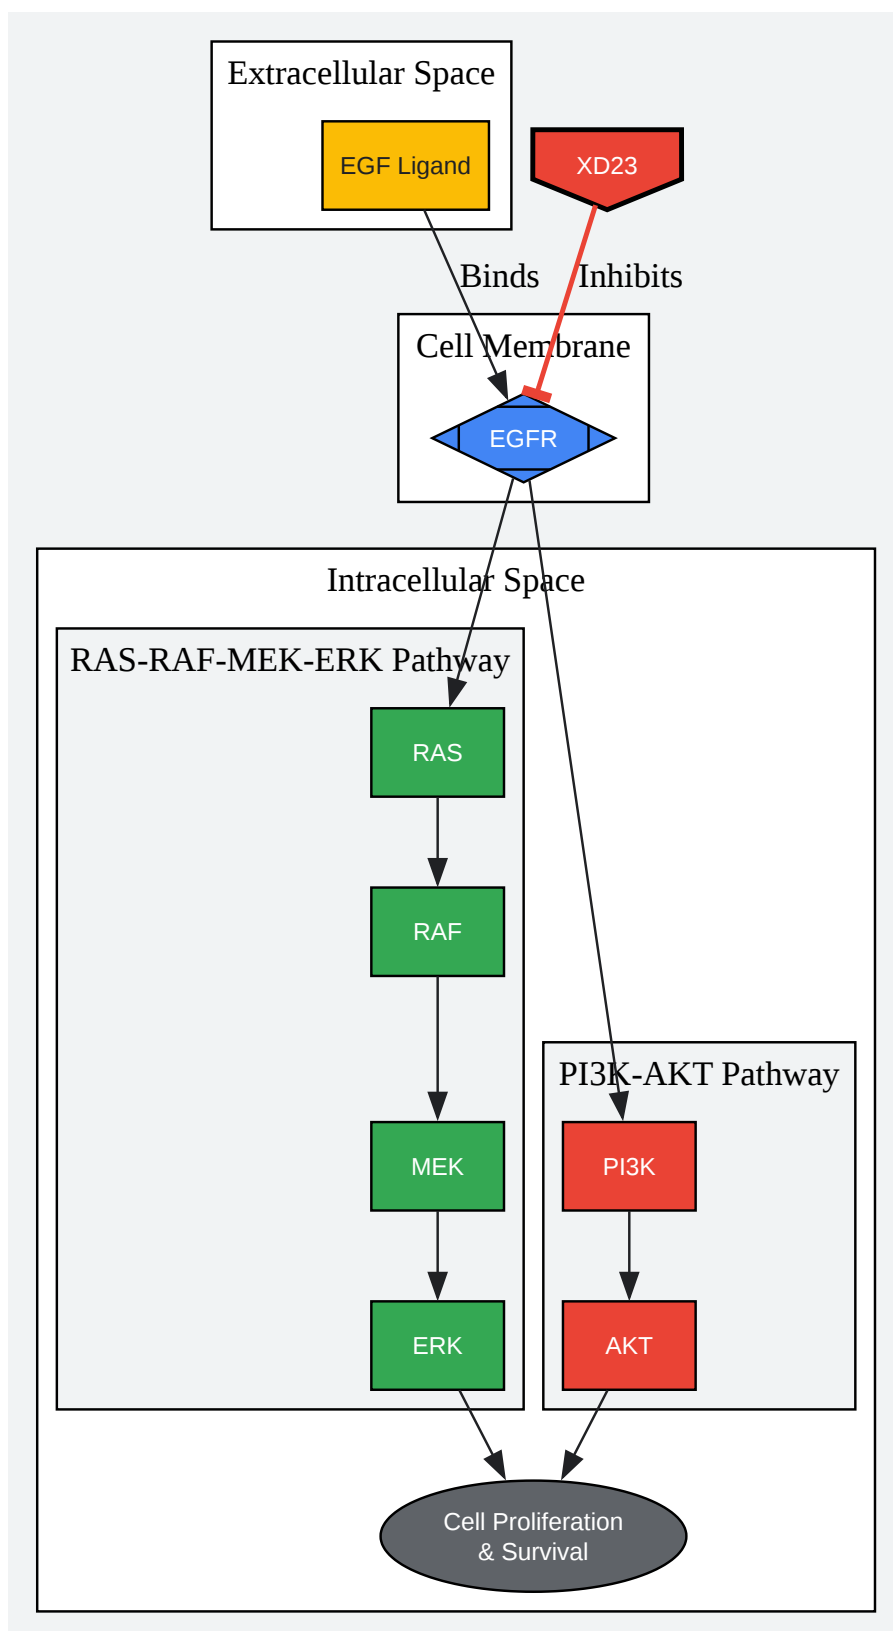 Extracellular Space
EGF Ligand
XD23
Binds
Inhibits
Cell Membrane
EGFR
Intracellular Space
RAS-RAF-MEK-ERK Pathway
RAS
RAF
MEK
ERK
PI3K-AKT Pathway
PI3K
AKT
Cell Proliferation
& Survival